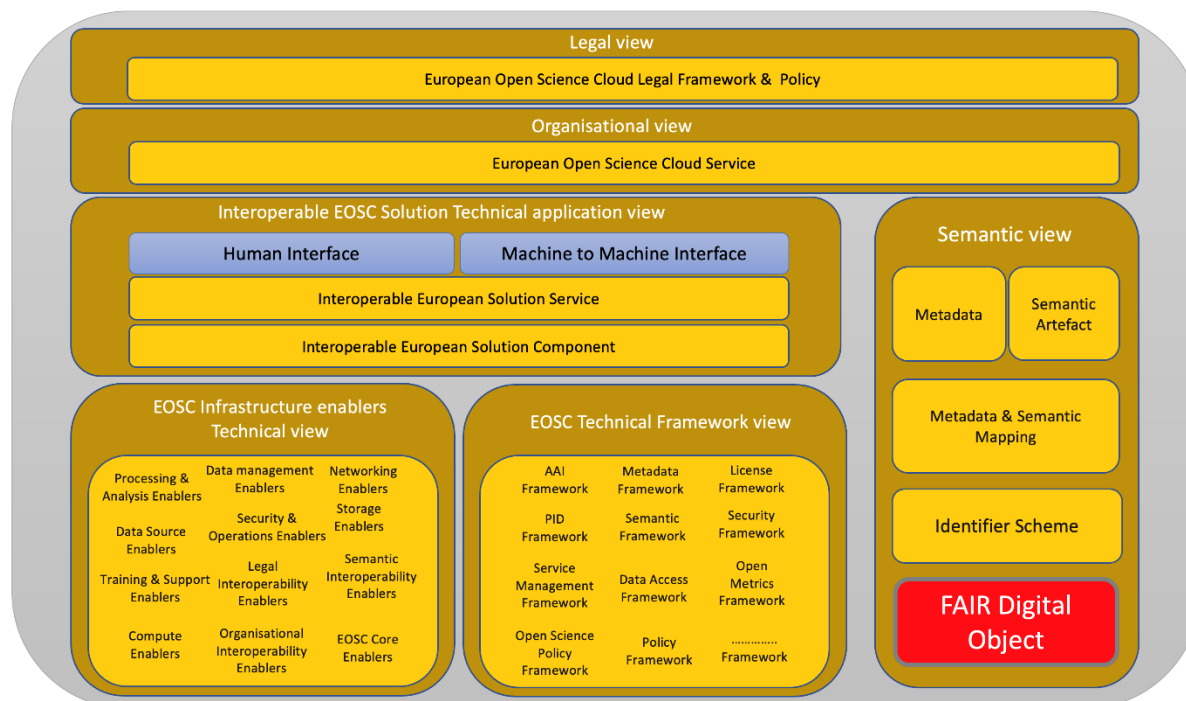 Legal view
European Open Science Cloud Legal Framework & Policy
Organisational view
European Open Science Cloud Service
Interoperable EOSC Solution Technical application view
Human Interface
Machine to Machine Interface
Interoperable European Solution Service
Interoperable European Solution Component
EOSC Infrastructure enablers
Technical view
Processing &
Analysis Enablers
Data management
Enablers
Networking
Enablers
Data Source
Enablers
Security &
Operations Enablers
Storage
Enablers
Training & Support
Enablers
Legal
Interoperability
Enablers
Semantic
Interoperability
Enablers
Compute
Enablers
Organisational
Interoperability
Enablers
EOSC Core
Enablers
EOSC Technical Framework view
AAI
Framework
Metadata
Framework
License
Framework
PID
Framework
Semantic
Framework
Security
Framework
Service
Management
Framework
Data Access
Framework
Open
Metrics
Framework
Open Science
Policy
Framework
Policy
Framework
.............
Framework
Semantic view
Metadata
Semantic
Artefact
Metadata & Semantic
Mapping
Identifier Scheme
FAIR Digital
Object